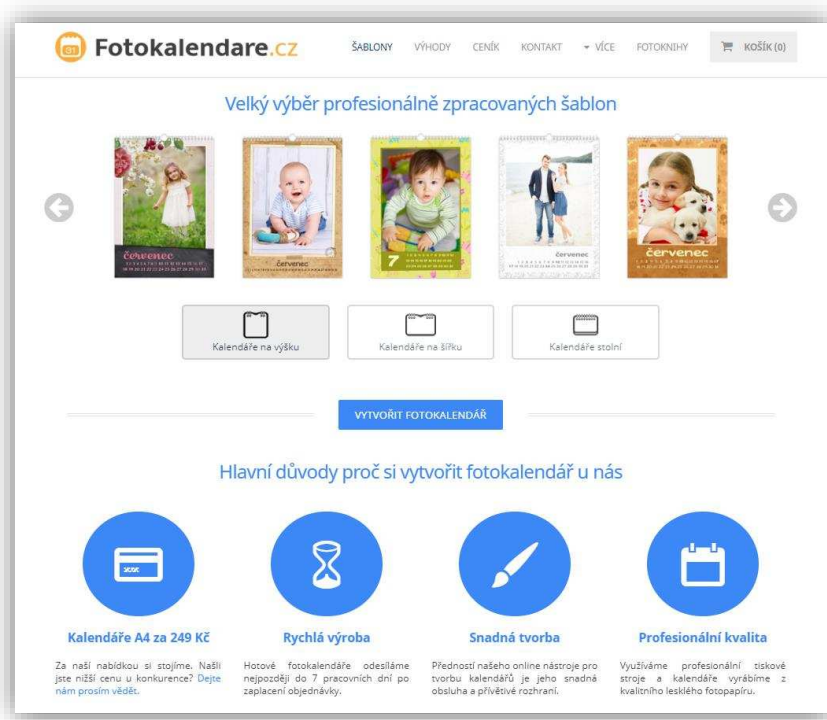 Fotokalendare.cz
ŠABLONY VÝHODY CENÍK KONTAKT VÍCE FOTOKNIHY KOŠÍK (0)
Velký výběr profesionálně zpracovaných šablon
červenec
červenec
7
červenec
červenec
Kalendáře na výšku Kalendáře na šířku Kalendáře stolní
VYTVOŘIT FOTOKALENDÁŘ
Hlavní důvody proč si vytvořit fotokalendář u nás
Kalendáře A4 za 249 Kč
Za naší nabídkou si stojíme. Našli
jste nižší cenu u konkurence? Dejte
nám prosím vědět.
Rychlá výroba
Hotové fotokalendáře odesíláme
nejpozději do 7 pracovních dní po
zaplacení objednávky.
Snadná tvorba
Předností našeho online nástroje pro
tvorbu kalendářů je jeho snadná
obsluha a přívětivé rozhraní.
Profesionální kvalita
Využíváme profesionální tiskové
stroje a kalendáře vyrábíme z
kvalitního lesklého fotopapíru.